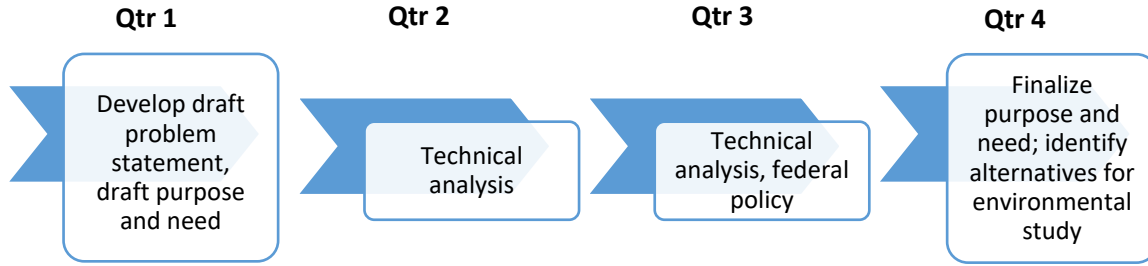 Qtr 1
Qtr 2
Qtr 3
Qtr 4
Develop draft
problem
statement,
draft purpose
and need
Technical
analysis
Technical
analysis, federal
policy
Finalize
purpose and
need; identify
alternatives for
environmental
study